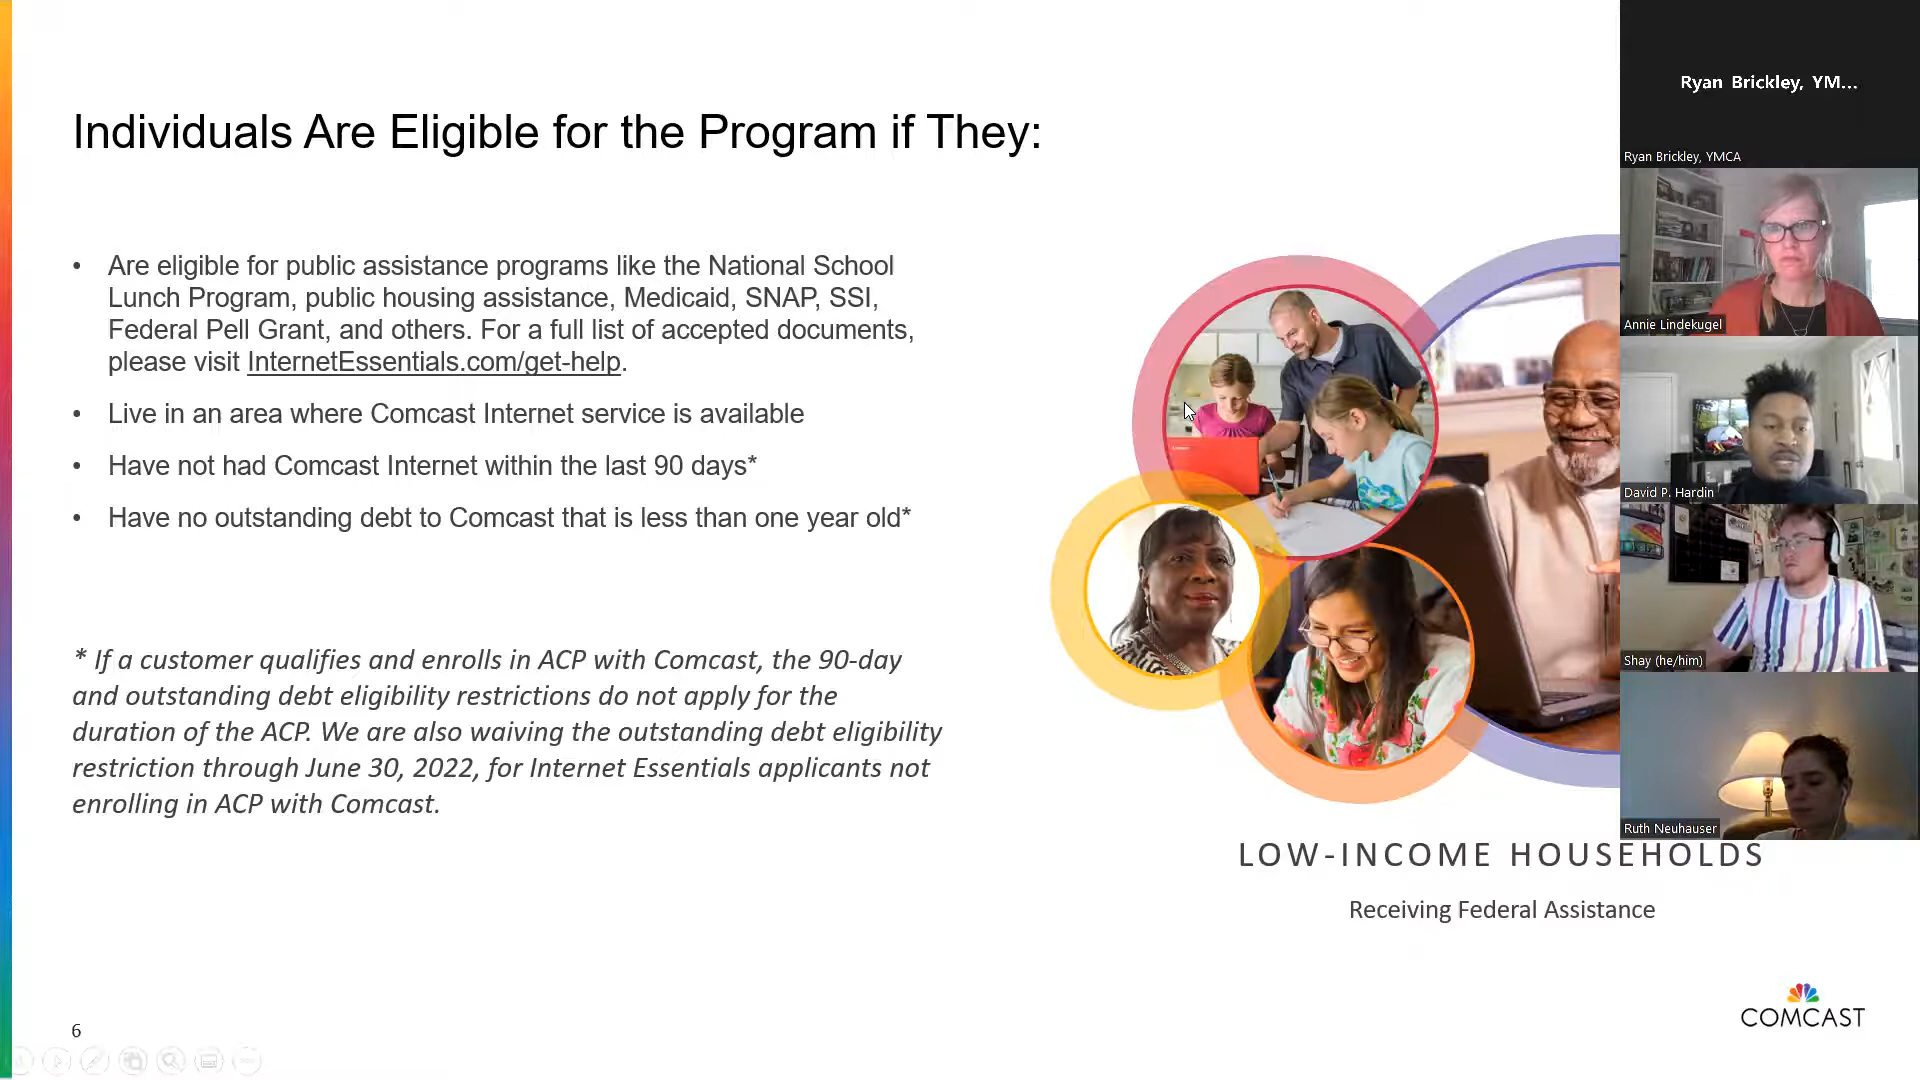 Individuals Are Eligible for the Program if They:
• Are eligible for public assistance programs like the National School
Lunch Program, public housing assistance, Medicaid, SNAP, SSI,
Federal Pell Grant, and others. For a full list of accepted documents,
please visit InternetEssentials.com/get-help.
• Live in an area where Comcast Internet service is available
• Have not had Comcast Internet within the last 90 days*
• Have no outstanding debt to Comcast that is less than one year old*
* If a customer qualifies and enrolls in ACP with Comcast, the 90-day
and outstanding debt eligibility restrictions do not apply for the
duration of the ACP. We are also waiving the outstanding debt eligibility
restriction through June 30, 2022, for Internet Essentials applicants not
enrolling in ACP with Comcast.
6
LOW-INCOME HOUSEHOLDS
Receiving Federal Assistance
COMCAST
Ryan Brickley, YM...
Ryan Brickley, YMCA
Annie Lindekugel
David P. Hardin
Shay (he/him)
Ruth Neuhauser